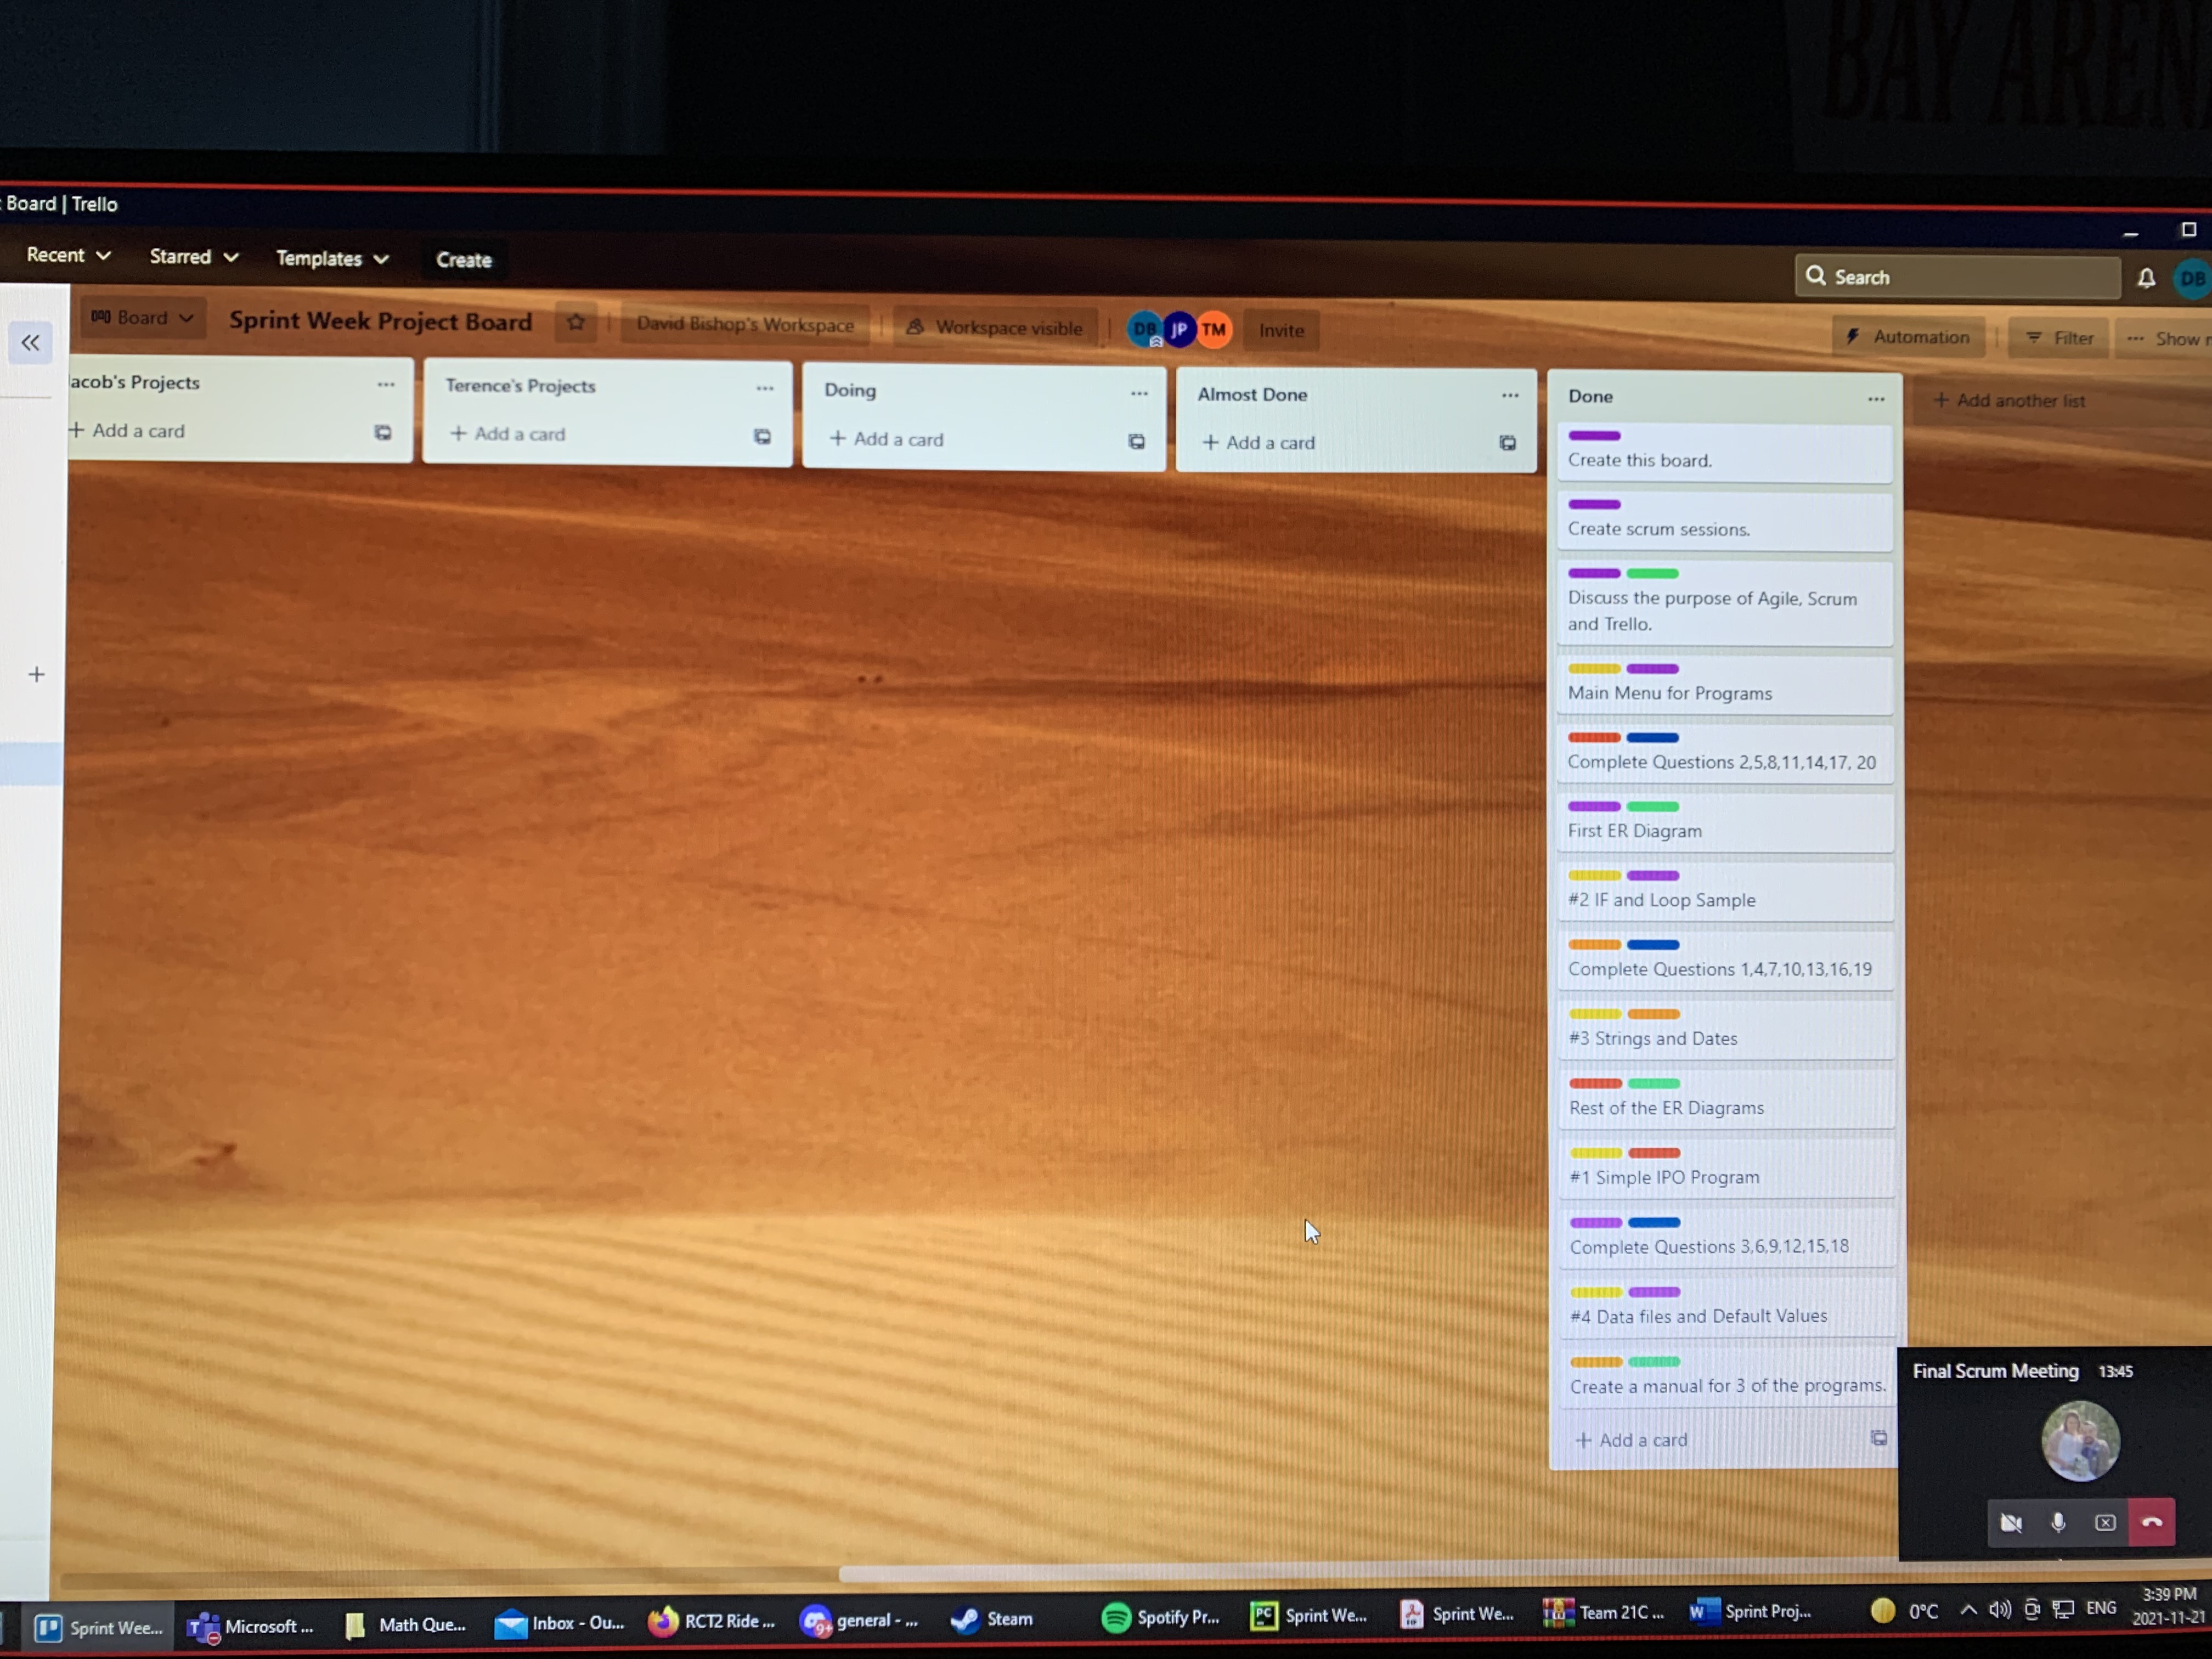 BAY AREN
Board | Trello
Recent
Starred
Templates
Create
Search
DB
Board
Sprint Week Project Board
David Bishop's Workspace
Workspace visible
DB JP TM
Invite
Automation
Filter
Show
acob's Projects
+ Add a card
Terence's Projects
+ Add a card
Doing
+ Add a card
Almost Done
+ Add a card
Done
Create this board.
Create scrum sessions.
Discuss the purpose of Agile, Scrum
and Trello.
Main Menu for Programs
Complete Questions 2,5,8,11,14,17, 20
First ER Diagram
#2 IF and Loop Sample
Complete Questions 1,4,7,10,13,16,19
#3 Strings and Dates
Rest of the ER Diagrams
#1 Simple IPO Program
Complete Questions 3,6,9,12,15,18
#4 Data files and Default Values
Create a manual for 3 of the programs.
+ Add a card
+ Add another list
Final Scrum Meeting 13:45
Sprint Wee...
Microsoft ...
Math Que...
Inbox - Ou...
RCT2 Ride ...
9+
general - ...
Steam
Spotify Pr...
PC
Sprint We...
Sprint We...
Team 21C ...
W
Sprint Proj...
0°C
ENG
3:39 PM
2021-11-21